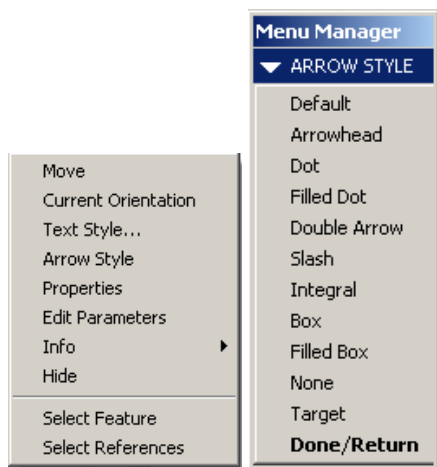 Move
Current Orientation
Text Style...
Arrow Style
Properties
Edit Parameters
Info
Hide
Select Feature
Select References
Menu Manager
ARROW STYLE
Default
Arrowhead
Dot
Filled Dot
Double Arrow
Slash
Integral
Box
Filled Box
None
Target
Done/Return